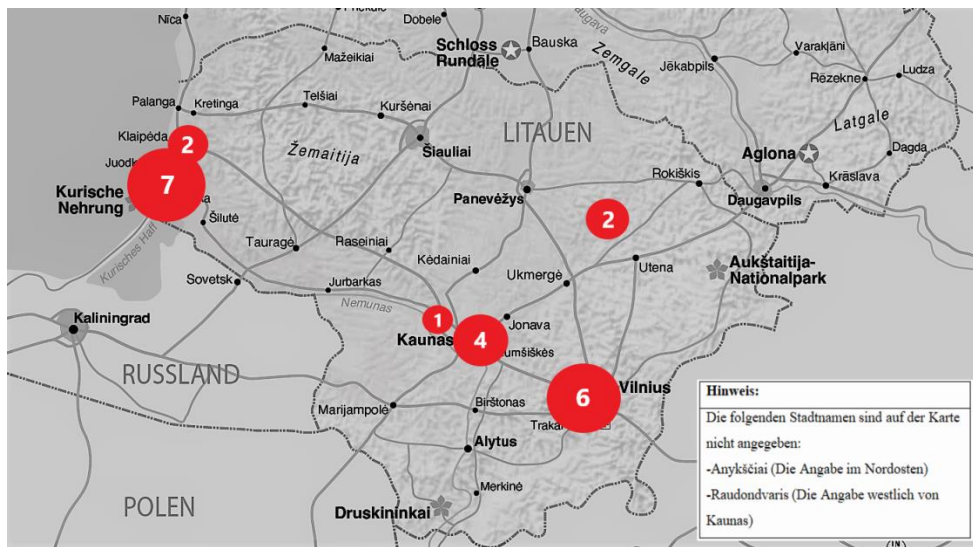 Nīca
Priekule
Dobele
Bauska
Schloss
Rundāle
Mažeikiai
Zemgale
Daugava
Jēkabpils
Varakļāni
Rēzekne
Ludza
Latgale
Dagda
Aglona
Krāslava
Daugavpils
Palanga
Kretinga
Telšiai
Kuršėnai
Šiauliai
LITAUEN
Klaipėda
2
Žemaitija
7
Kurische
Nehrung
Šilutė
Kurisches Haff
Panevėžys
Rokiškis
2
Tauragė
Raseiniai
Kėdainiai
Ukmergė
Utena
Aukštaitija-
Nationalpark
Sovetsk
Jurbarkas
Nemunas
1
Jonava
Kaunas
4
Kaliningrad
RUSSLAND
6
Vilnius
Marijampolė
Birštonas
Trakai
Alytus
Merkinė
Druskininkai
POLEN
Hinweis:
Die folgenden Stadtnamen sind auf der Karte
nicht angegeben:
-Anykščiai (Die Angabe im Nordosten)
-Raudondvaris (Die Angabe westlich von
Kaunas)